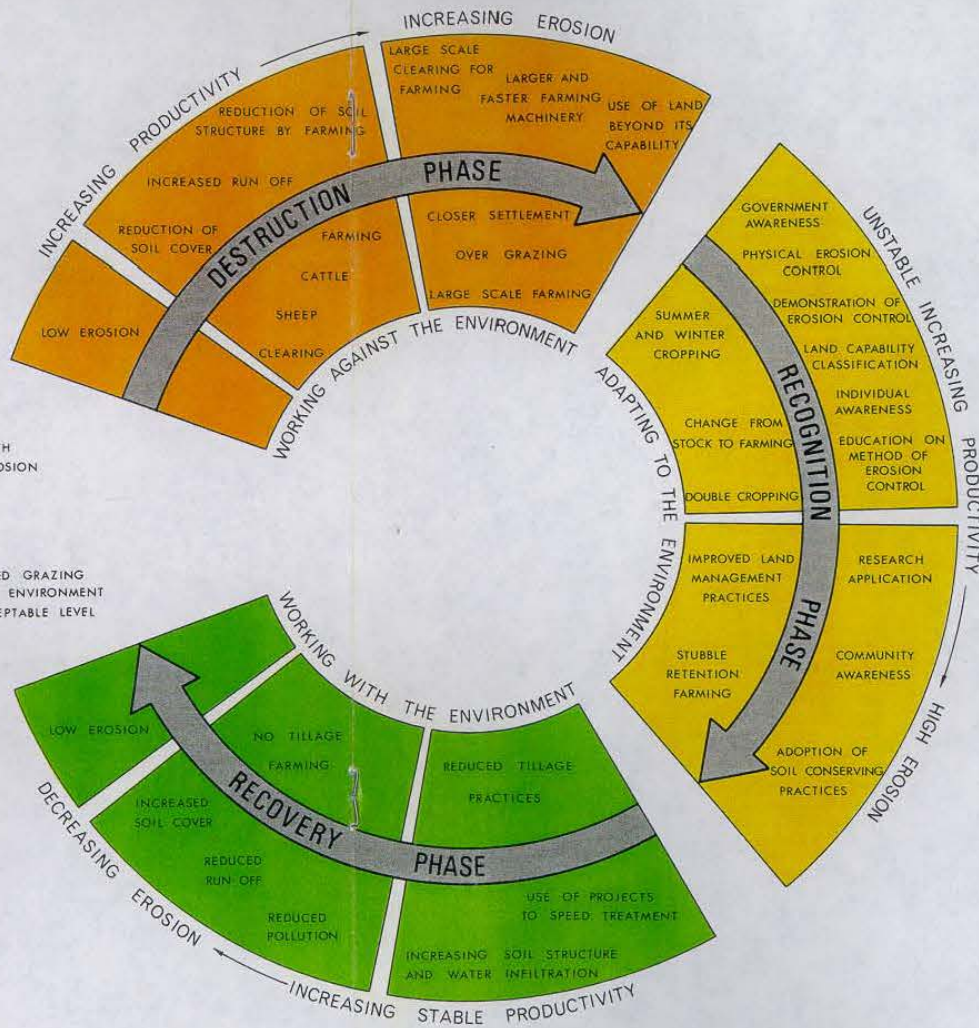 INCREASING PRODUCTIVITY
INCREASING EROSION
LOW EROSION
REDUCTION OF SOIL
STRUCTURE BY FARMING
INCREASED RUN OFF
REDUCTION OF
SOIL COVER
FARMING
CATTLE
SHEEP
CLEARING
LARGE SCALE
CLEARING FOR
FARMING
LARGER AND
FASTER FARMING
MACHINERY
USE OF LAND
BEYOND ITS
CAPABILITY
DESTRUCTION PHASE
CLOSER SETTLEMENT
OVER GRAZING
LARGE SCALE FARMING
WORKING AGAINST THE ENVIRONMENT
UNSTABLE INCREASING PRODUCTIVITY
HIGH EROSION
GOVERNMENT
AWARENESS
PHYSICAL EROSION
CONTROL
DEMONSTRATION OF
EROSION CONTROL
LAND CAPABILITY
CLASSIFICATION
INDIVIDUAL
AWARENESS
EDUCATION ON
METHOD OF
EROSION
CONTROL
SUMMER
AND WINTER
CROPPING
CHANGE FROM
STOCK TO FARMING
DOUBLE CROPPING
RECOGNITION PHASE
IMPROVED LAND
MANAGEMENT
PRACTICES
STUBBLE
RETENTION
FARMING
RESEARCH
APPLICATION
COMMUNITY
AWARENESS
ADOPTION OF
SOIL CONSERVING
PRACTICES
ADAPTING TO THE ENVIRONMENT
WORKING WITH THE ENVIRONMENT
REDUCED TILLAGE
PRACTICES
USE OF PROJECTS
TO SPEED TREATMENT
INCREASING SOIL STRUCTURE
AND WATER INFILTRATION
RECOVERY PHASE
NO TILLAGE
FARMING
INCREASED
SOIL COVER
REDUCED
RUN OFF
REDUCED
POLLUTION
LOW EROSION
DECREASING EROSION
INCREASING STABLE PRODUCTIVITY
GRAZING
ENVIRONMENT
LEVEL